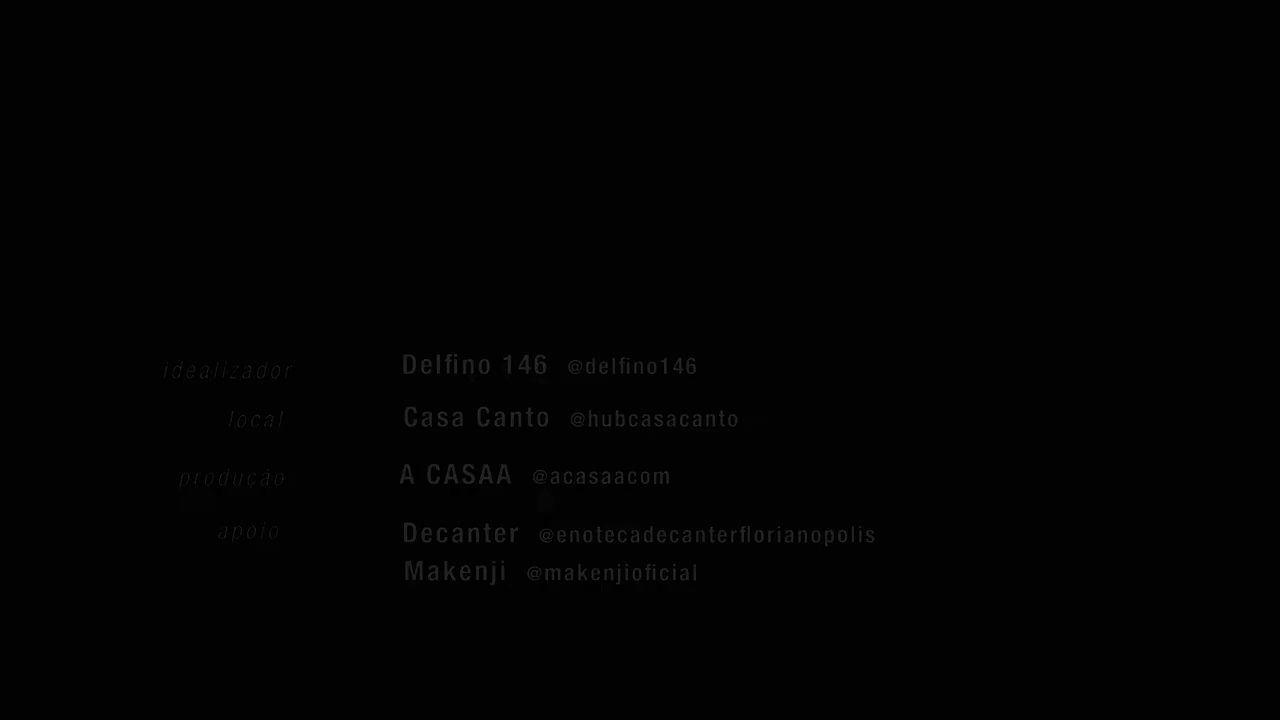 idealizador Delfino 146 @delfino146
local Casa Canto @hubcasacanto
produção A CASAA @acasaacom
apoio Decanter @enotecadecanterflorianopolis
Makenji @makenjioficial